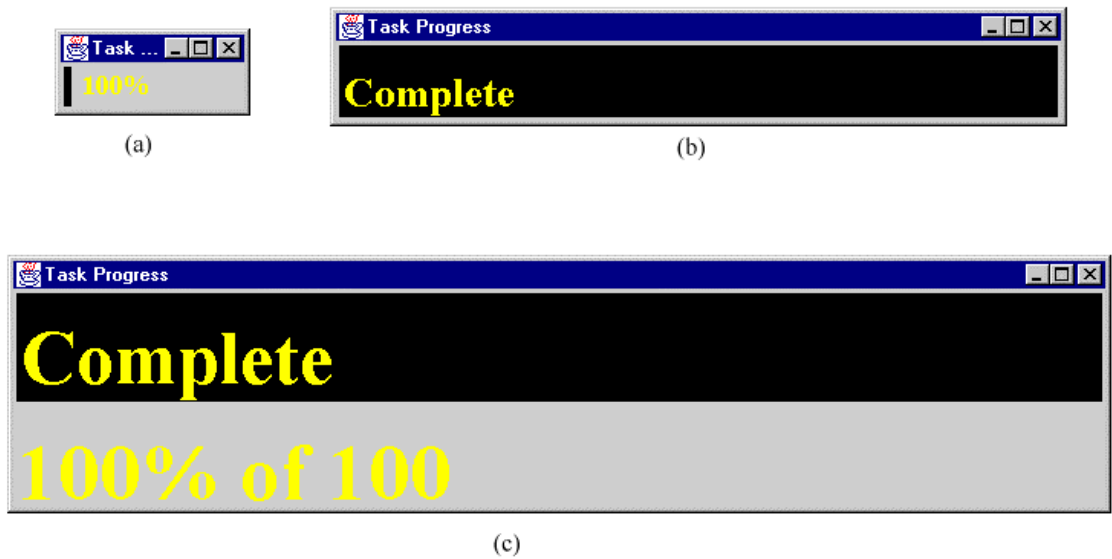 Task ...
100%
(a)
Task Progress
Complete
(b)
Task Progress
Complete
100% of 100
(c)